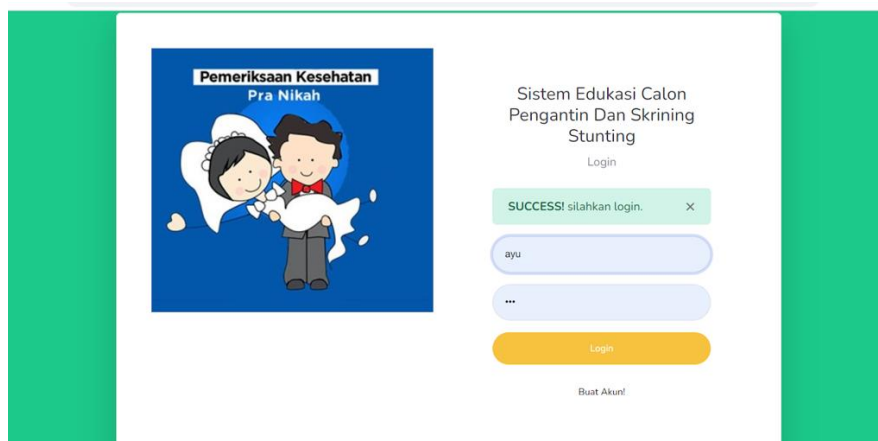 Pemeriksaan Kesehatan
Pra Nikah
Sistem Edukasi Calon
Pengantin Dan Skrining
Stunting
Login
SUCCESS! silahkan login. ×
ayu
•••
Login
Buat Akun!